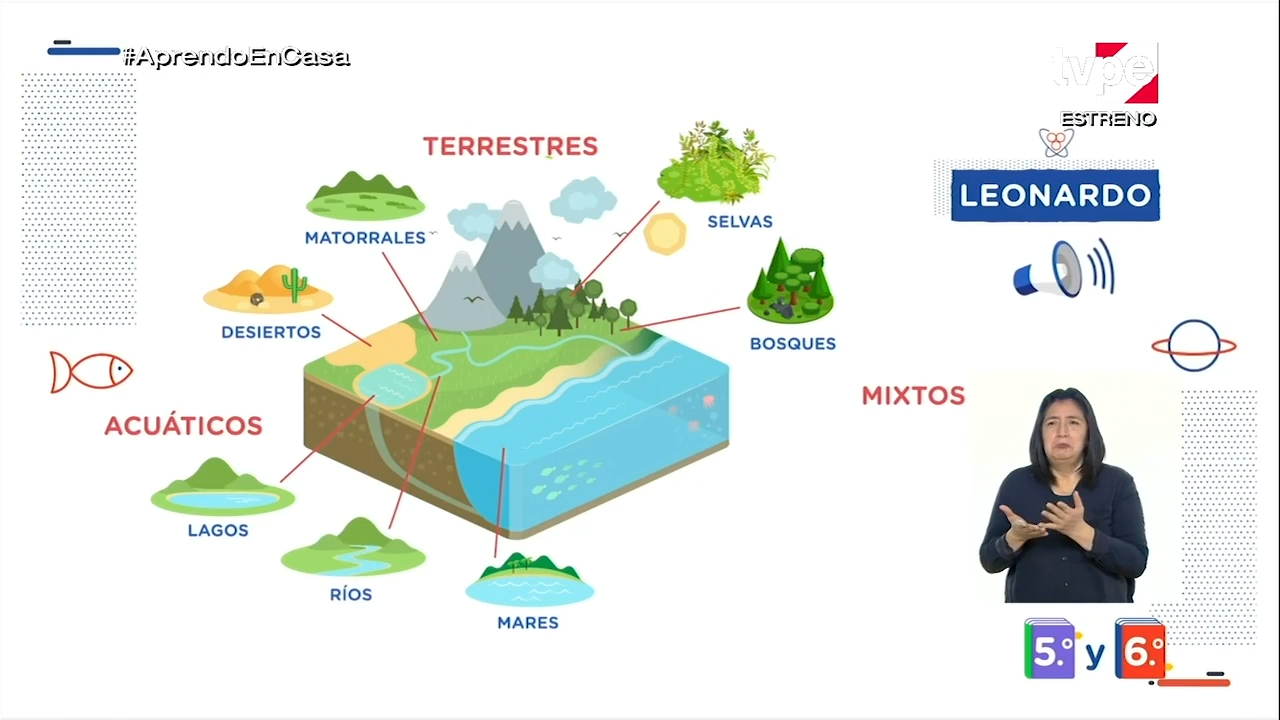 #AprendoEnCasa
tvpe
ESTRENO
TERRESTRES
LEONARDO
SELVAS
MATORRALES
DESIERTOS
BOSQUES
MIXTOS
ACUÁTICOS
LAGOS
RÍOS
MARES
5.° y 6.°